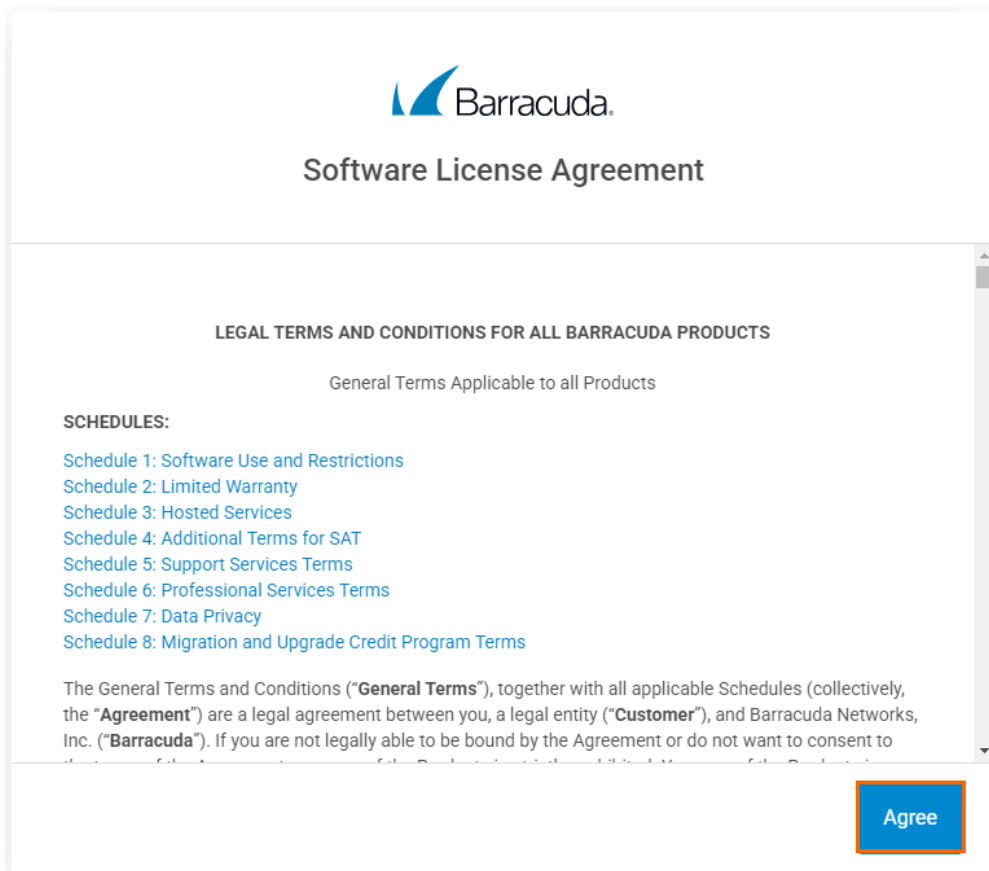 Barracuda.
Software License Agreement
LEGAL TERMS AND CONDITIONS FOR ALL BARRACUDA PRODUCTS
General Terms Applicable to all Products
SCHEDULES:
Schedule 1: Software Use and Restrictions
Schedule 2: Limited Warranty
Schedule 3: Hosted Services
Schedule 4: Additional Terms for SAT
Schedule 5: Support Services Terms
Schedule 6: Professional Services Terms
Schedule 7: Data Privacy
Schedule 8: Migration and Upgrade Credit Program Terms
The General Terms and Conditions (“General Terms”), together with all applicable Schedules (collectively,
the “Agreement”) are a legal agreement between you, a legal entity (“Customer”), and Barracuda Networks,
Inc. (“Barracuda”). If you are not legally able to be bound by the Agreement or do not want to consent to
Agree